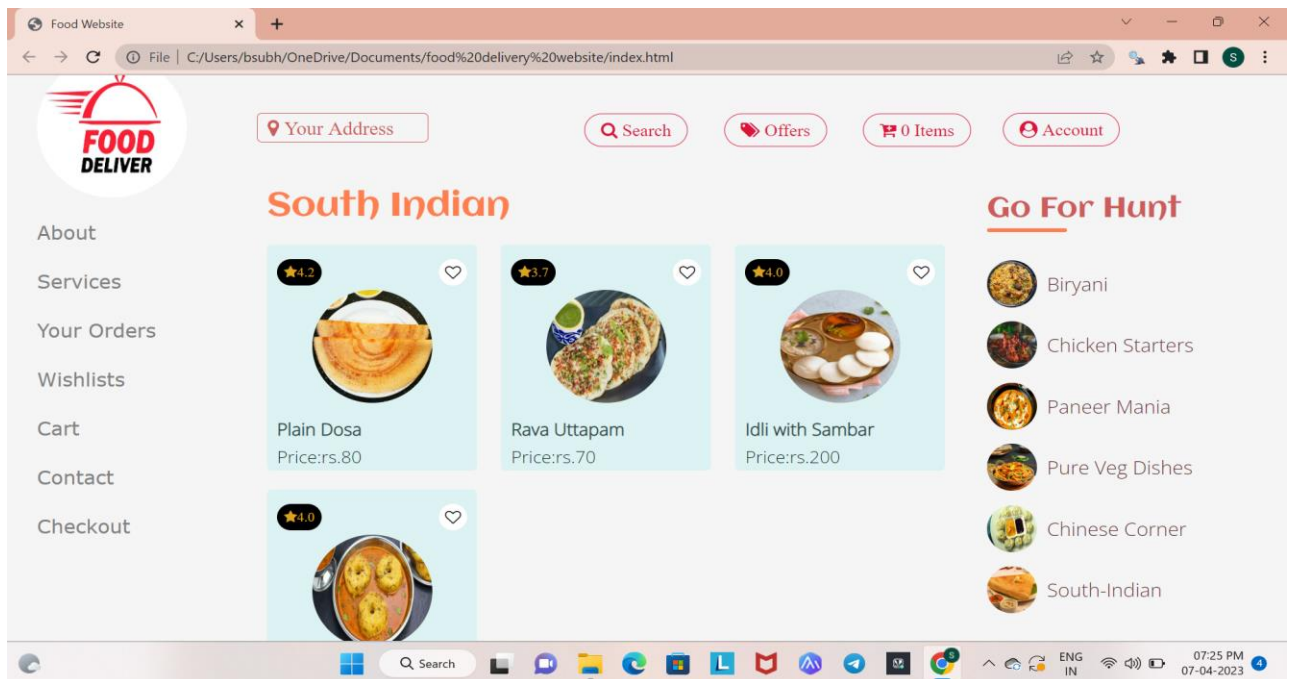 Food Website
File | C:/Users/bsubh/OneDrive/Documents/food%20delivery%20website/index.html
S
FOOD
DELIVER
Your Address
Search
Offers
0 Items
Account
About
Services
Your Orders
Wishlists
Cart
Contact
Checkout
South Indian
4.2
3.7
4.0
Plain Dosa
Price:rs.80
Rava Uttapam
Price:rs.70
Idli with Sambar
Price:rs.200
4.0
Go For Hunt
Biryani
Chicken Starters
Paneer Mania
Pure Veg Dishes
Chinese Corner
South-Indian
Search
L
S
ENG
IN
07:25 PM
07-04-2023
4